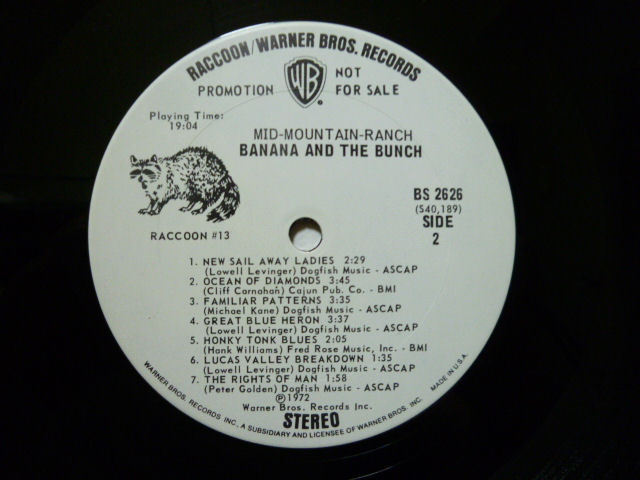 RACCOON/WARNER BROS. RECORDS
WB
PROMOTION NOT FOR SALE
Playing Time:
19:04
MID-MOUNTAIN-RANCH
BANANA AND THE BUNCH
BS 2626
(S40,189)
SIDE
2
RACCOON #13
1. NEW SAIL AWAY LADIES 2:29
(Lowell Levinger) Dogfish Music - ASCAP
2. OCEAN OF DIAMONDS 3:45
(Cliff Carnahan) Cajun Pub. Co. - BMI
3. FAMILIAR PATTERNS 3:35
(Michael Kane) Dogfish Music - ASCAP
4. GREAT BLUE HERON 3:37
(Lowell Levinger) Dogfish Music - ASCAP
5. HONKY TONK BLUES 2:05
(Hank Williams) Fred Rose Music, Inc. - BMI
6. LUCAS VALLEY BREAKDOWN 1:35
(Lowell Levinger) Dogfish Music - ASCAP
7. THE RIGHTS OF MAN 1:58
(Peter Golden) Dogfish Music - ASCAP
℗1972
Warner Bros. Records Inc.
STEREO
WARNER BROS. RECORDS INC., A SUBSIDIARY AND LICENSEE OF WARNER BROS. INC. MADE IN U.S.A.